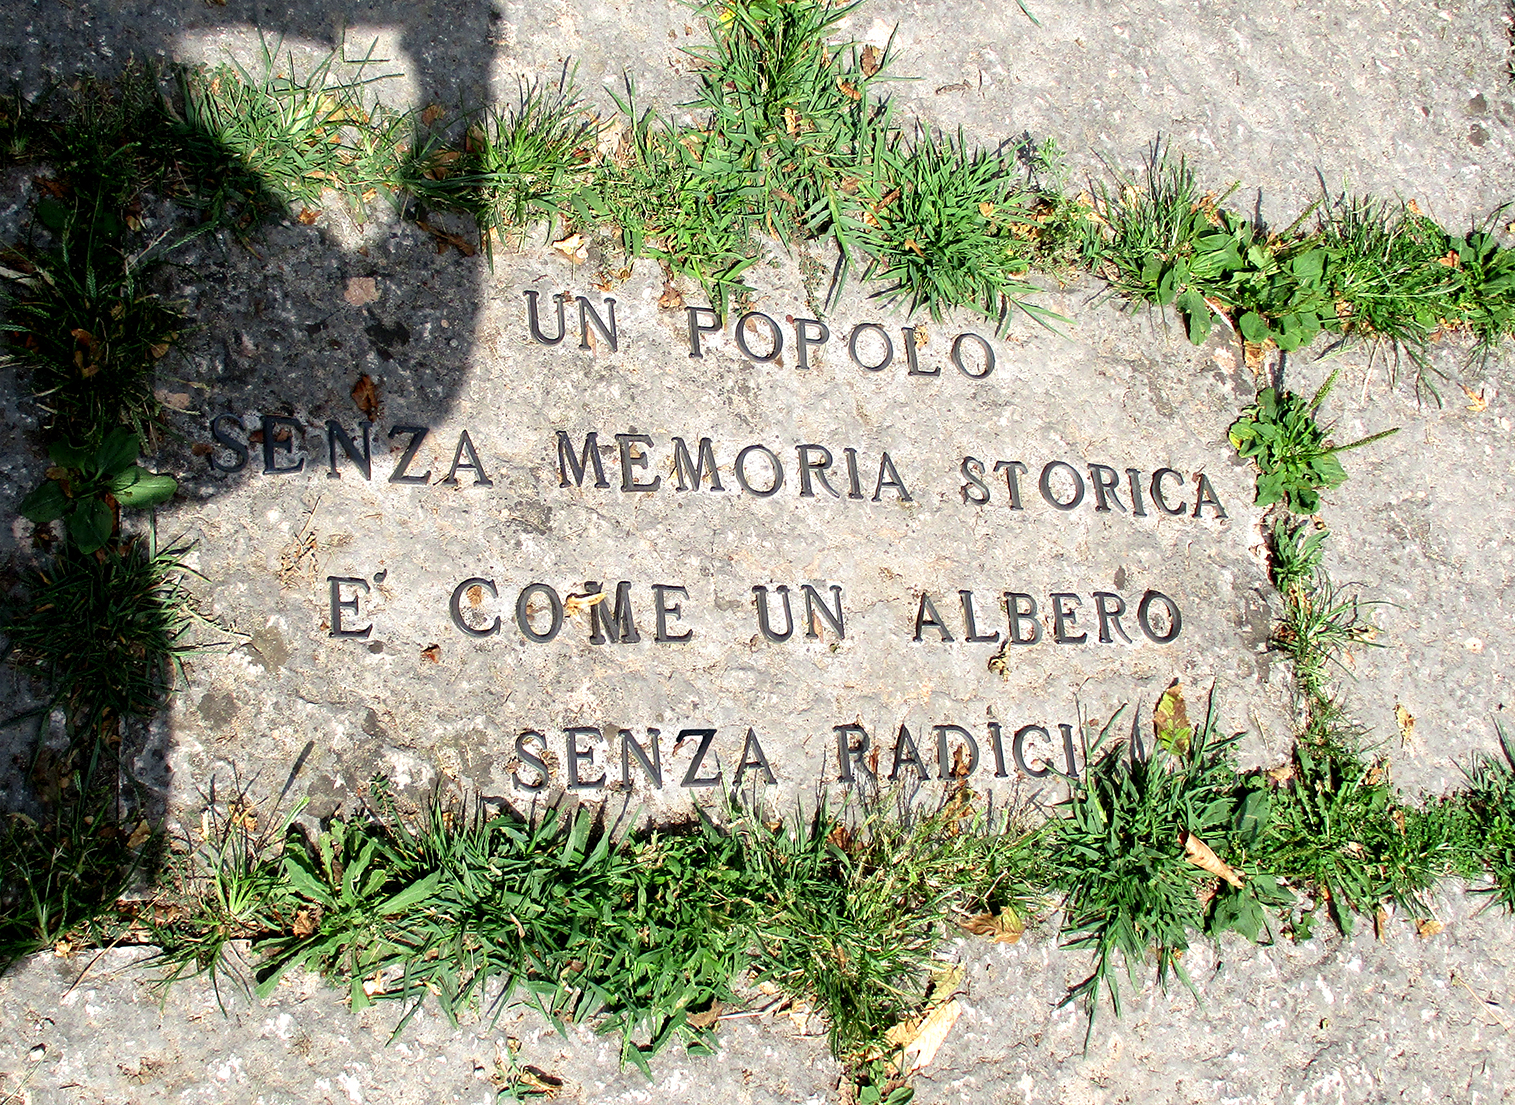 UN POPOLO
SENZA MEMORIA STORICA
E' COME UN ALBERO
SENZA RADICI